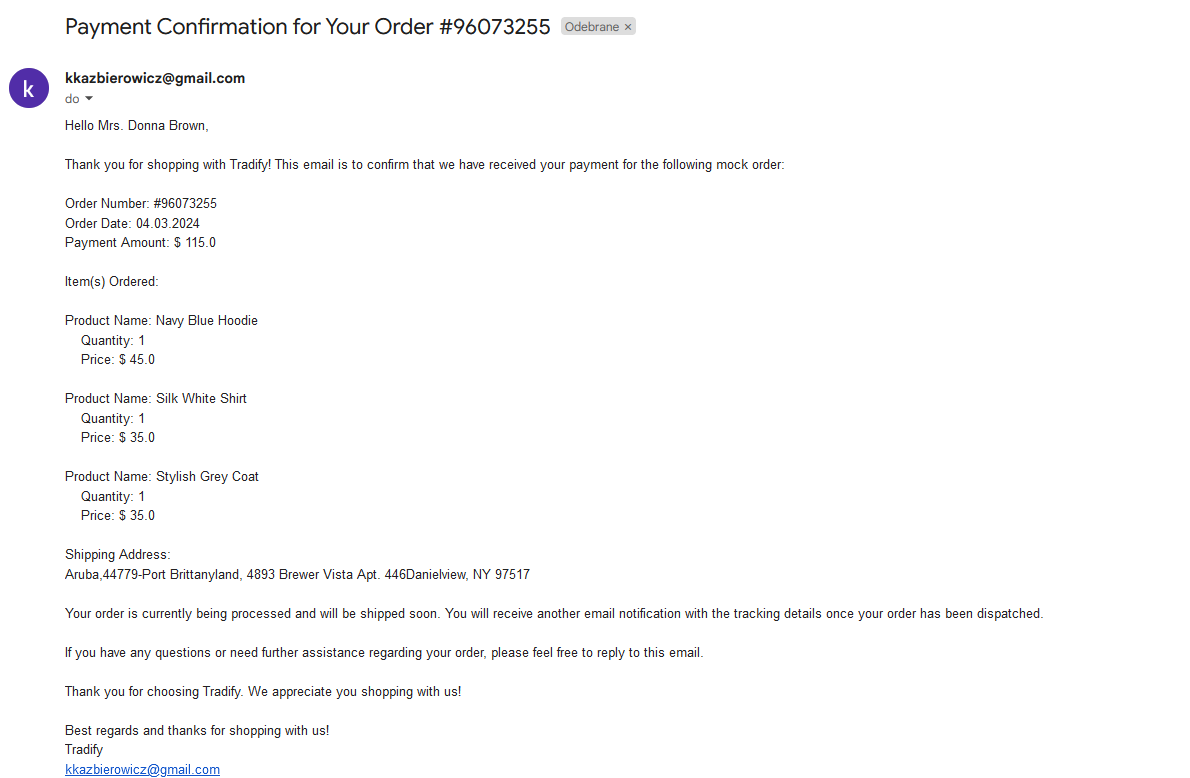 Payment Confirmation for Your Order #96073255 Odebrane ×
k
kkazbierowicz@gmail.com
do
Hello Mrs. Donna Brown,
Thank you for shopping with Tradify! This email is to confirm that we have received your payment for the following mock order:
Order Number: #96073255
Order Date: 04.03.2024
Payment Amount: $ 115.0
Item(s) Ordered:
Product Name: Navy Blue Hoodie
Quantity: 1
Price: $ 45.0
Product Name: Silk White Shirt
Quantity: 1
Price: $ 35.0
Product Name: Stylish Grey Coat
Quantity: 1
Price: $ 35.0
Shipping Address:
Aruba,44779-Port Brittanyland, 4893 Brewer Vista Apt. 446Danielview, NY 97517
Your order is currently being processed and will be shipped soon. You will receive another email notification with the tracking details once your order has been dispatched.
If you have any questions or need further assistance regarding your order, please feel free to reply to this email.
Thank you for choosing Tradify. We appreciate you shopping with us!
Best regards and thanks for shopping with us!
Tradify
kkazbierowicz@gmail.com